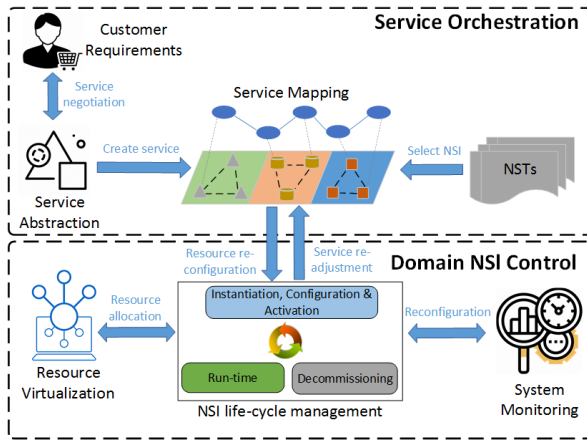 Service Orchestration
Customer
Requirements
Service
negotiation
Service Mapping
Create service
Select NSI
NSTs
Service
Abstraction
Resource re-
configuration
Service re-
adjustment
Domain NSI Control
Resource
allocation
Instantiation, Configuration &
Activation
Reconfiguration
Run-time
Decommissioning
Resource
Virtualization
NSI life-cycle management
System
Monitoring